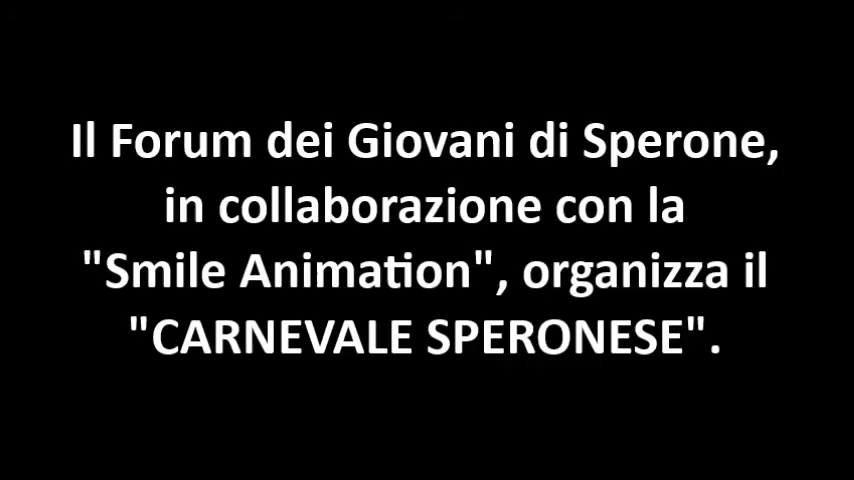 Il Forum dei Giovani di Sperone,
in collaborazione con la
"Smile Animation", organizza il
"CARNEVALE SPERONESE".